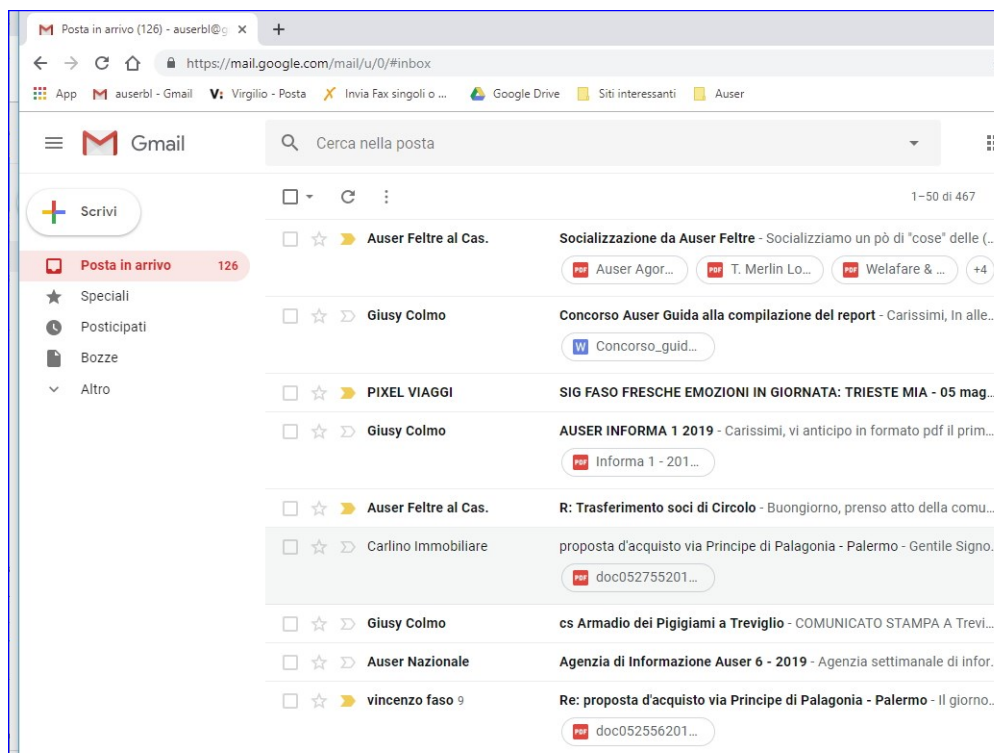 Posta in arrivo (126) - auserbl@g
https://mail.google.com/mail/u/0/#inbox
App auserbl - Gmail V: Virgilio - Posta Invia Fax singoli o ... Google Drive Siti interessanti Auser
Gmail Cerca nella posta
Scrivi
1–50 di 467
Posta in arrivo 126
Speciali
Posticipati
Bozze
Altro
Auser Feltre al Cas. Socializzazione da Auser Feltre - Socializziamo un pò di "cose" delle (...
PDF Auser Agor... PDF T. Merlin Lo... PDF Welafare & ... +4
Giusy Colmo Concorso Auser Guida alla compilazione del report - Carissimi, In alle...
W Concorso_guid...
PIXEL VIAGGI SIG FASO FRESCHE EMOZIONI IN GIORNATA: TRIESTE MIA - 05 mag...
Giusy Colmo AUSER INFORMA 1 2019 - Carissimi, vi anticipo in formato pdf il prim...
PDF Informa 1 - 201...
Auser Feltre al Cas. R: Trasferimento soci di Circolo - Buongiorno, prenso atto della comu...
Carlino Immobiliare proposta d'acquisto via Principe di Palagonia - Palermo - Gentile Signo...
PDF doc052755201...
Giusy Colmo cs Armadio dei Pigigiami a Treviglio - COMUNICATO STAMPA A Trevi...
Auser Nazionale Agenzia di Informazione Auser 6 - 2019 - Agenzia settimanale di infor...
vincenzo faso 9 Re: proposta d'acquisto via Principe di Palagonia - Palermo - Il giorno...
PDF doc052556201...